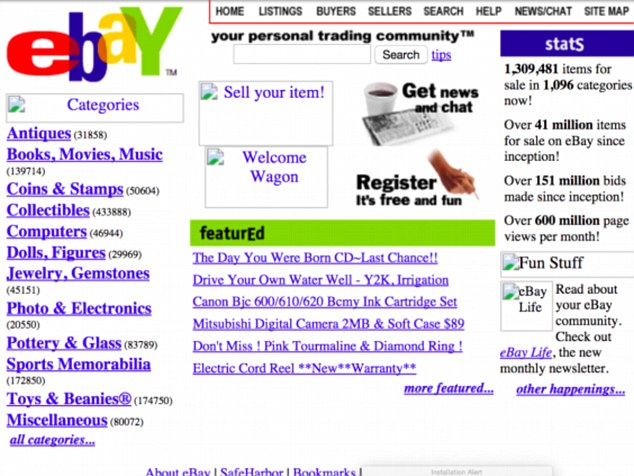 ebaY™
HOME LISTINGS BUYERS SELLERS SEARCH HELP NEWS/CHAT SITE MAP
your personal trading community™
Search tips
Categories
Antiques (31858)
Books, Movies, Music
(139714)
Coins & Stamps (50604)
Collectibles (433888)
Computers (46944)
Dolls, Figures (29969)
Jewelry, Gemstones
(45151)
Photo & Electronics
(20550)
Pottery & Glass (83789)
Sports Memorabilia
(172850)
Toys & Beanies® (174750)
Miscellaneous (80072)
all categories...
Sell your item!
Welcome
Wagon
Get news
and chat
Register
It's free and fun
featurEd
The Day You Were Born CD~Last Chance!!
Drive Your Own Water Well - Y2K, Irrigation
Canon Bjc 600/610/620 Bcmy Ink Cartridge Set
Mitsubishi Digital Camera 2MB & Soft Case $89
Don't Miss ! Pink Tourmaline & Diamond Ring !
Electric Cord Reel **New**Warranty**
more featured...
statS
1,309,481 items for
sale in 1,096 categories
now!
Over 41 million items
for sale on eBay since
inception!
Over 151 million bids
made since inception!
Over 600 million page
views per month!
Fun Stuff
eBay
Life
Read about
your eBay
community.
Check out
eBay Life, the new
monthly newsletter.
other happenings...
About eBay | SafeHarbor | Bookmarks |
Installation Alert